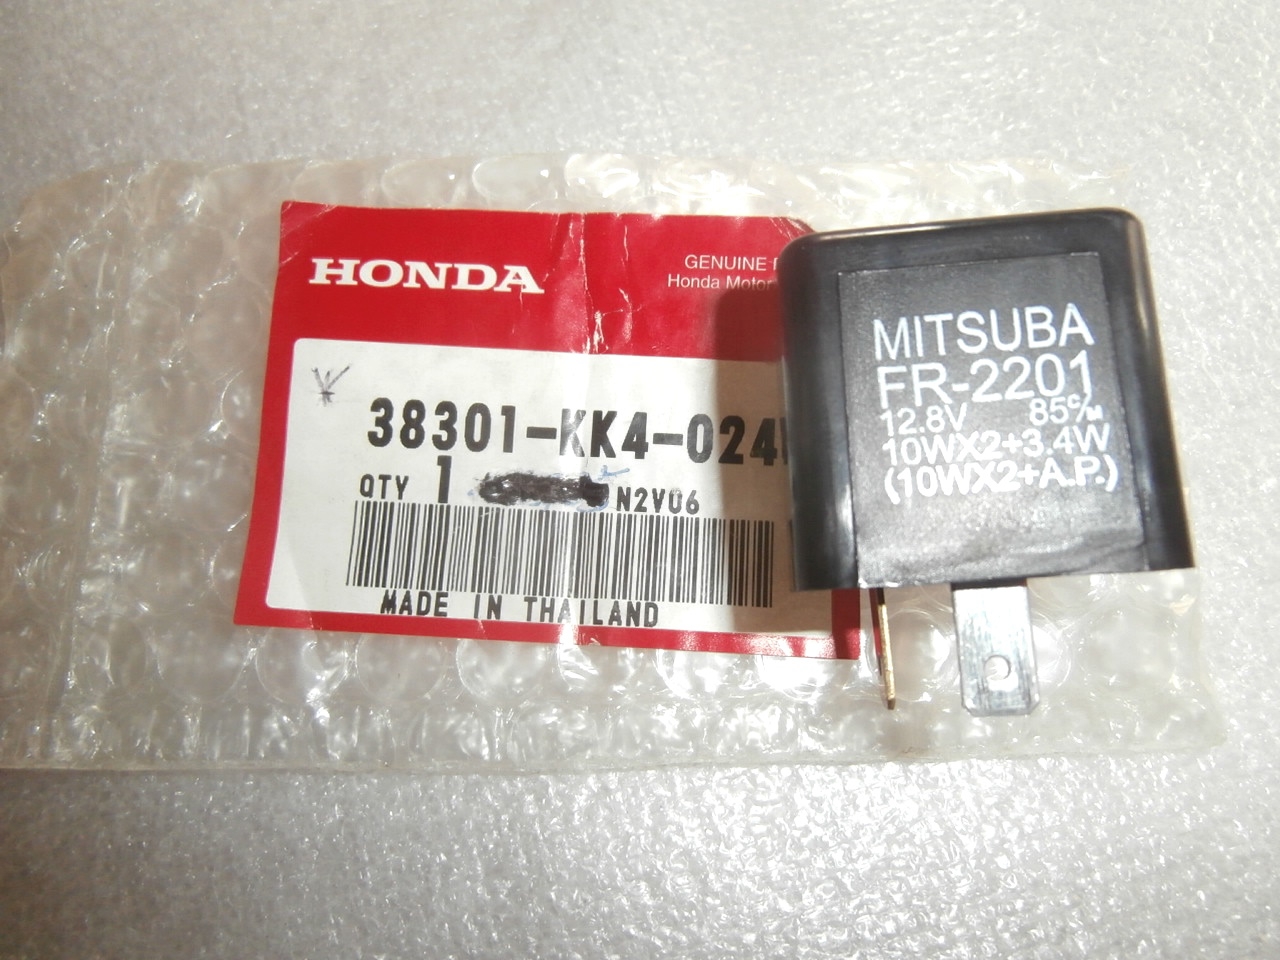 HONDA
GENUINE
Honda Motor
38301-KK4-024
QTY 1
N2V06
MADE IN THAILAND
MITSUBA
FR-2201
12.8V 85c/m
10WX2+3.4W
(10WX2+A.P.)